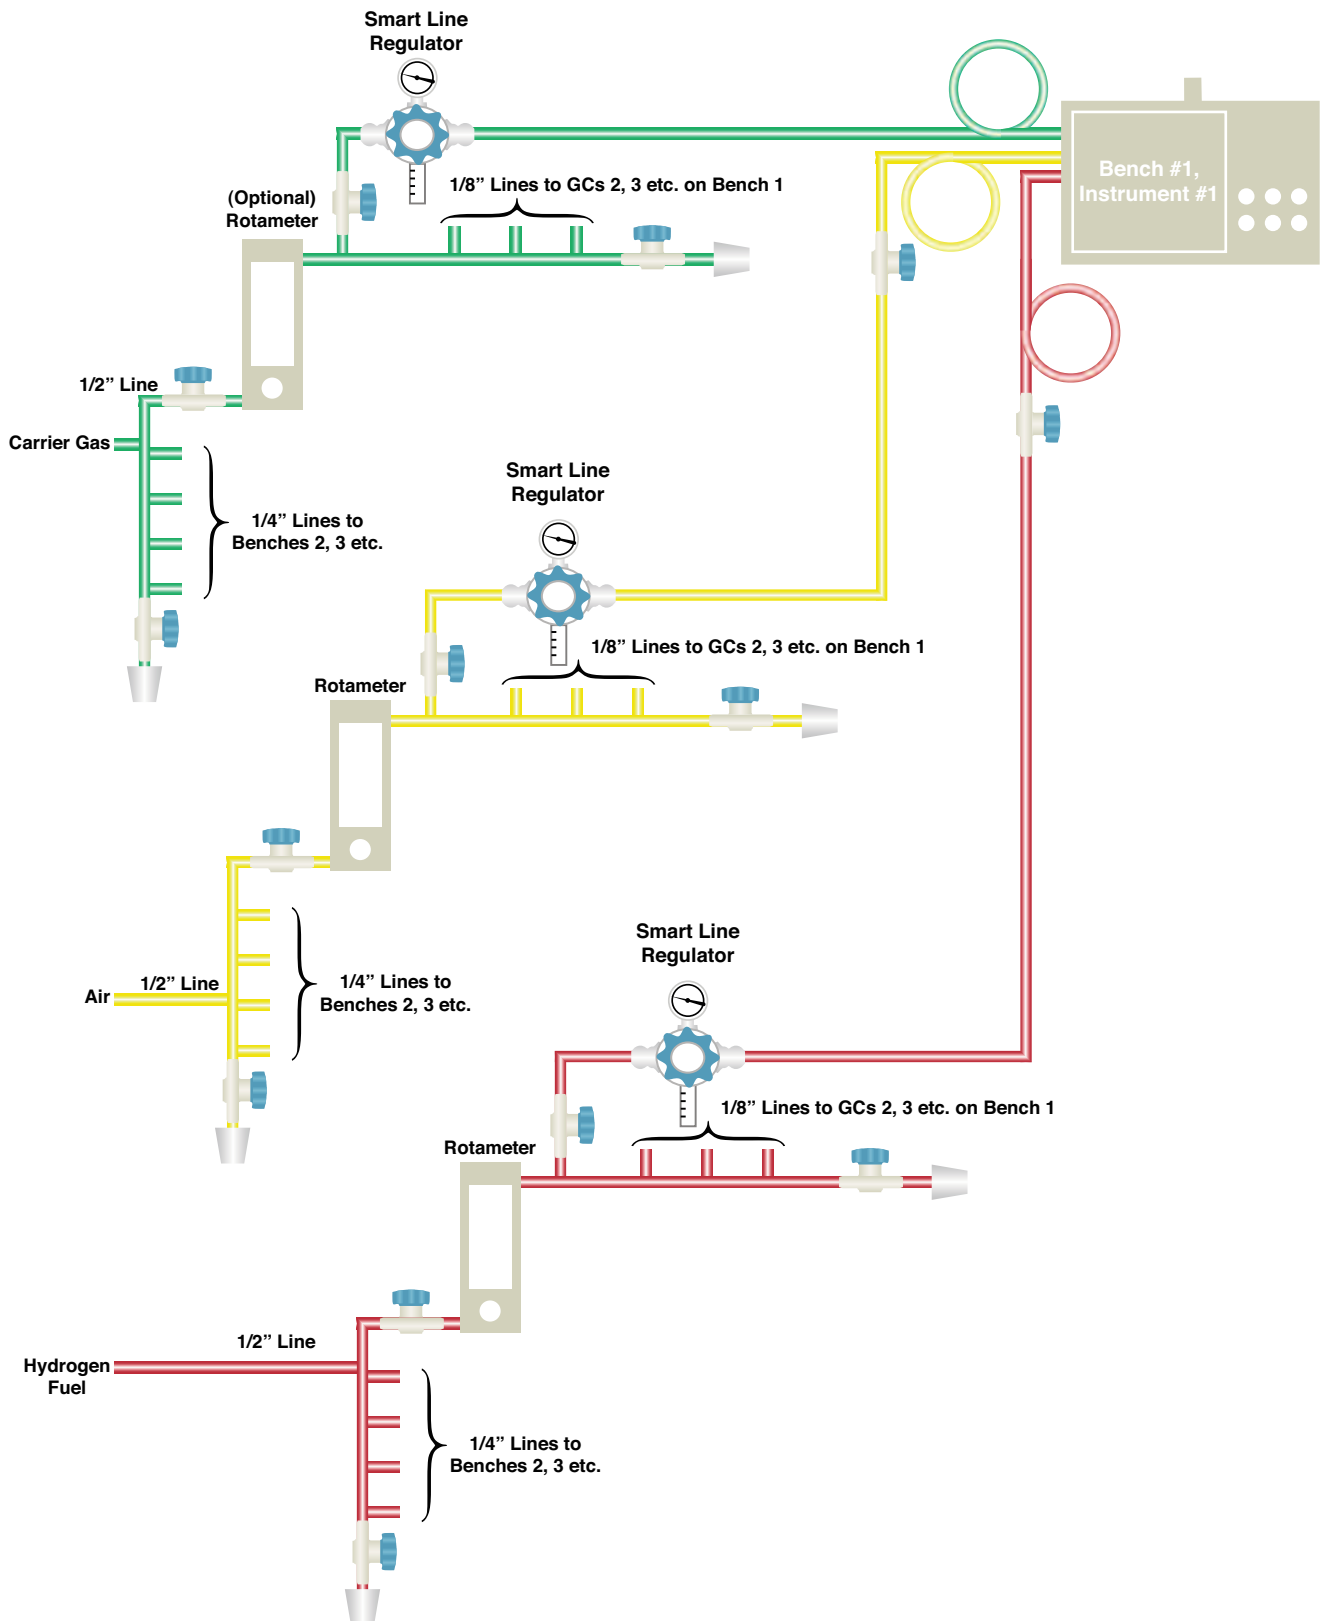 Smart Line
Regulator
Bench #1,
Instrument #1
1/8” Lines to GCs 2, 3 etc. on Bench 1
(Optional)
Rotameter
1/2” Line
Carrier Gas
1/4” Lines to
Benches 2, 3 etc.
Smart Line
Regulator
1/8” Lines to GCs 2, 3 etc. on Bench 1
Rotameter
1/2” Line
Air
1/4” Lines to
Benches 2, 3 etc.
Smart Line
Regulator
1/8” Lines to GCs 2, 3 etc. on Bench 1
Rotameter
1/2” Line
Hydrogen
Fuel
1/4” Lines to
Benches 2, 3 etc.